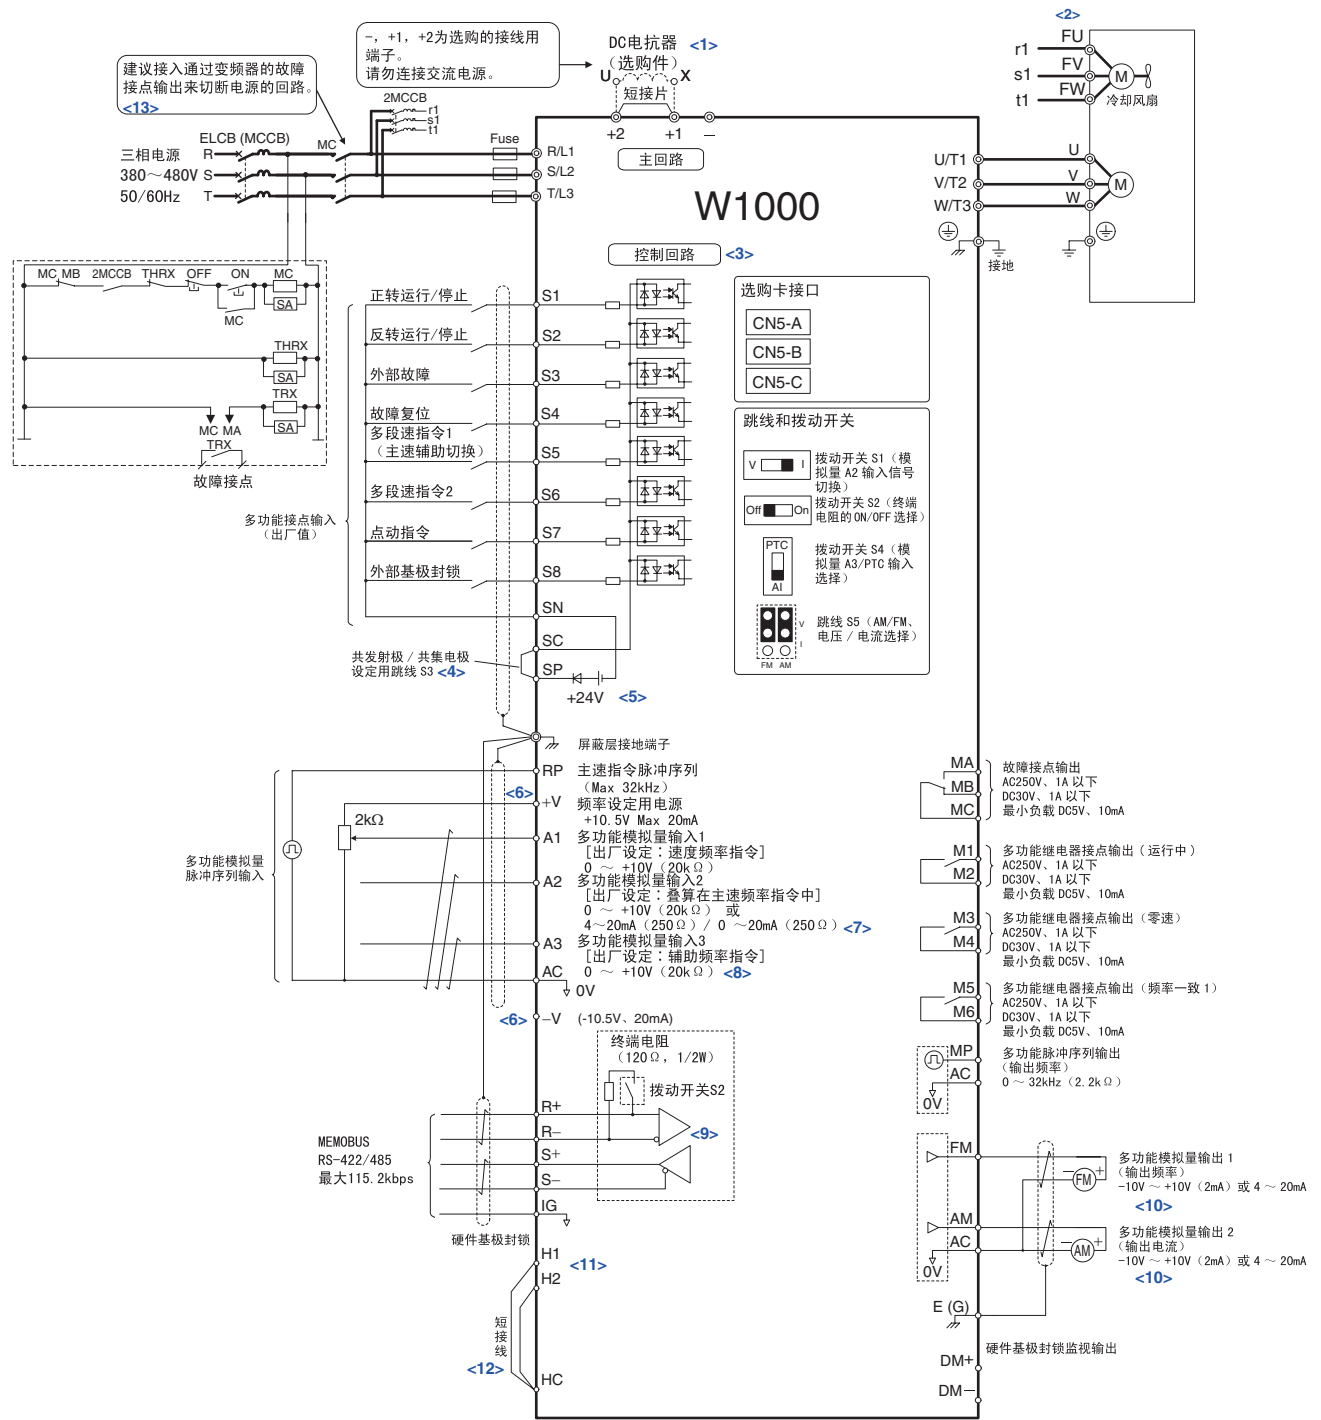 <2>
FU
r1
FV
s1
M
FW
t1
冷却风扇
-，+1，+2为选购的接线用
端子。
请勿连接交流电源。
DC电抗器
（选购件）
<1>
U
X
短接片
+2
+1
−
主回路
建议接入通过变频器的故障
接点输出来切断电源的回路。
<13>
2MCCB
r1
s1
t1
ELCB (MCCB)
MC
Fuse
三相电源
380～480V
50/60Hz
R
S
T
R/L1
S/L2
T/L3
W1000
U/T1
V/T2
W/T3
U
V
W
M
接地
控制回路
<3>
MC MB
2MCCB
THRX
OFF
ON
MC
SA
MC
THRX
SA
TRX
SA
MC MA
TRX
故障接点
多功能接点输入
（出厂值）
正转运行/停止
S1
反转运行/停止
S2
外部故障
S3
故障复位
S4
多段速指令1
（主速辅助切换）
S5
多段速指令2
S6
点动指令
S7
外部基极封锁
S8
SN
SC
SP
共发射极 / 共集电极
设定用跳线 S3 <4>
+24V
<5>
选购卡接口
CN5-A
CN5-B
CN5-C
跳线和拨动开关
V
I
拨动开关 S1（模
拟量 A2 输入信号
切换）
Off
On
拨动开关 S2（终端
电阻的 ON/OFF 选择）
PTC
AI
拨动开关 S4（模
拟量 A3/PTC 输入
选择）
V
I
FM
AM
跳线 S5（AM/FM、
电压 / 电流选择）
屏蔽层接地端子
RP
主速指令脉冲序列
（Max 32kHz）
<6>
+V
频率设定用电源
+10.5V Max 20mA
2kΩ
A1
多功能模拟量输入1
[出厂设定：速度频率指令]
0 ～ +10V（20kΩ）
多功能模拟量
脉冲序列输入
A2
多功能模拟量输入2
[出厂设定：叠算在主速频率指令中]
0 ～ +10V（20kΩ） 或
4～20mA（250Ω）/ 0 ～20mA（250Ω）<7>
A3
多功能模拟量输入3
[出厂设定：辅助频率指令]
0 ～ +10V（20kΩ）<8>
AC
0V
<6>
−V
(-10.5V、20mA)
终端电阻
（120Ω，1/2W）
拨动开关S2
<9>
MEMOBUS
RS-422/485
最大115.2kbps
R+
R−
S+
S−
IG
硬件基极封锁
H1
<11>
H2
短
接
线
<12>
HC
MA
MB
MC
故障接点输出
AC250V、1A 以下
DC30V、1A 以下
最小负载 DC5V、10mA
M1
M2
多功能继电器接点输出（运行中）
AC250V、1A 以下
DC30V、1A 以下
最小负载 DC5V、10mA
M3
M4
多功能继电器接点输出（零速）
AC250V、1A 以下
DC30V、1A 以下
最小负载 DC5V、10mA
M5
M6
多功能继电器接点输出（频率一致 1）
AC250V、1A 以下
DC30V、1A 以下
最小负载 DC5V、10mA
MP
AC
0V
多功能脉冲序列输出
（输出频率）
0 ～ 32kHz（2.2kΩ）
FM
−
+
FM
多功能模拟量输出 1
（输出频率）
-10V ～ +10V（2mA）或 4 ～ 20mA
<10>
AM
AC
0V
−
+
AM
多功能模拟量输出 2
（输出电流）
-10V ～ +10V（2mA）或 4 ～ 20mA
<10>
E (G)
硬件基极封锁监视输出
DM+
DM−